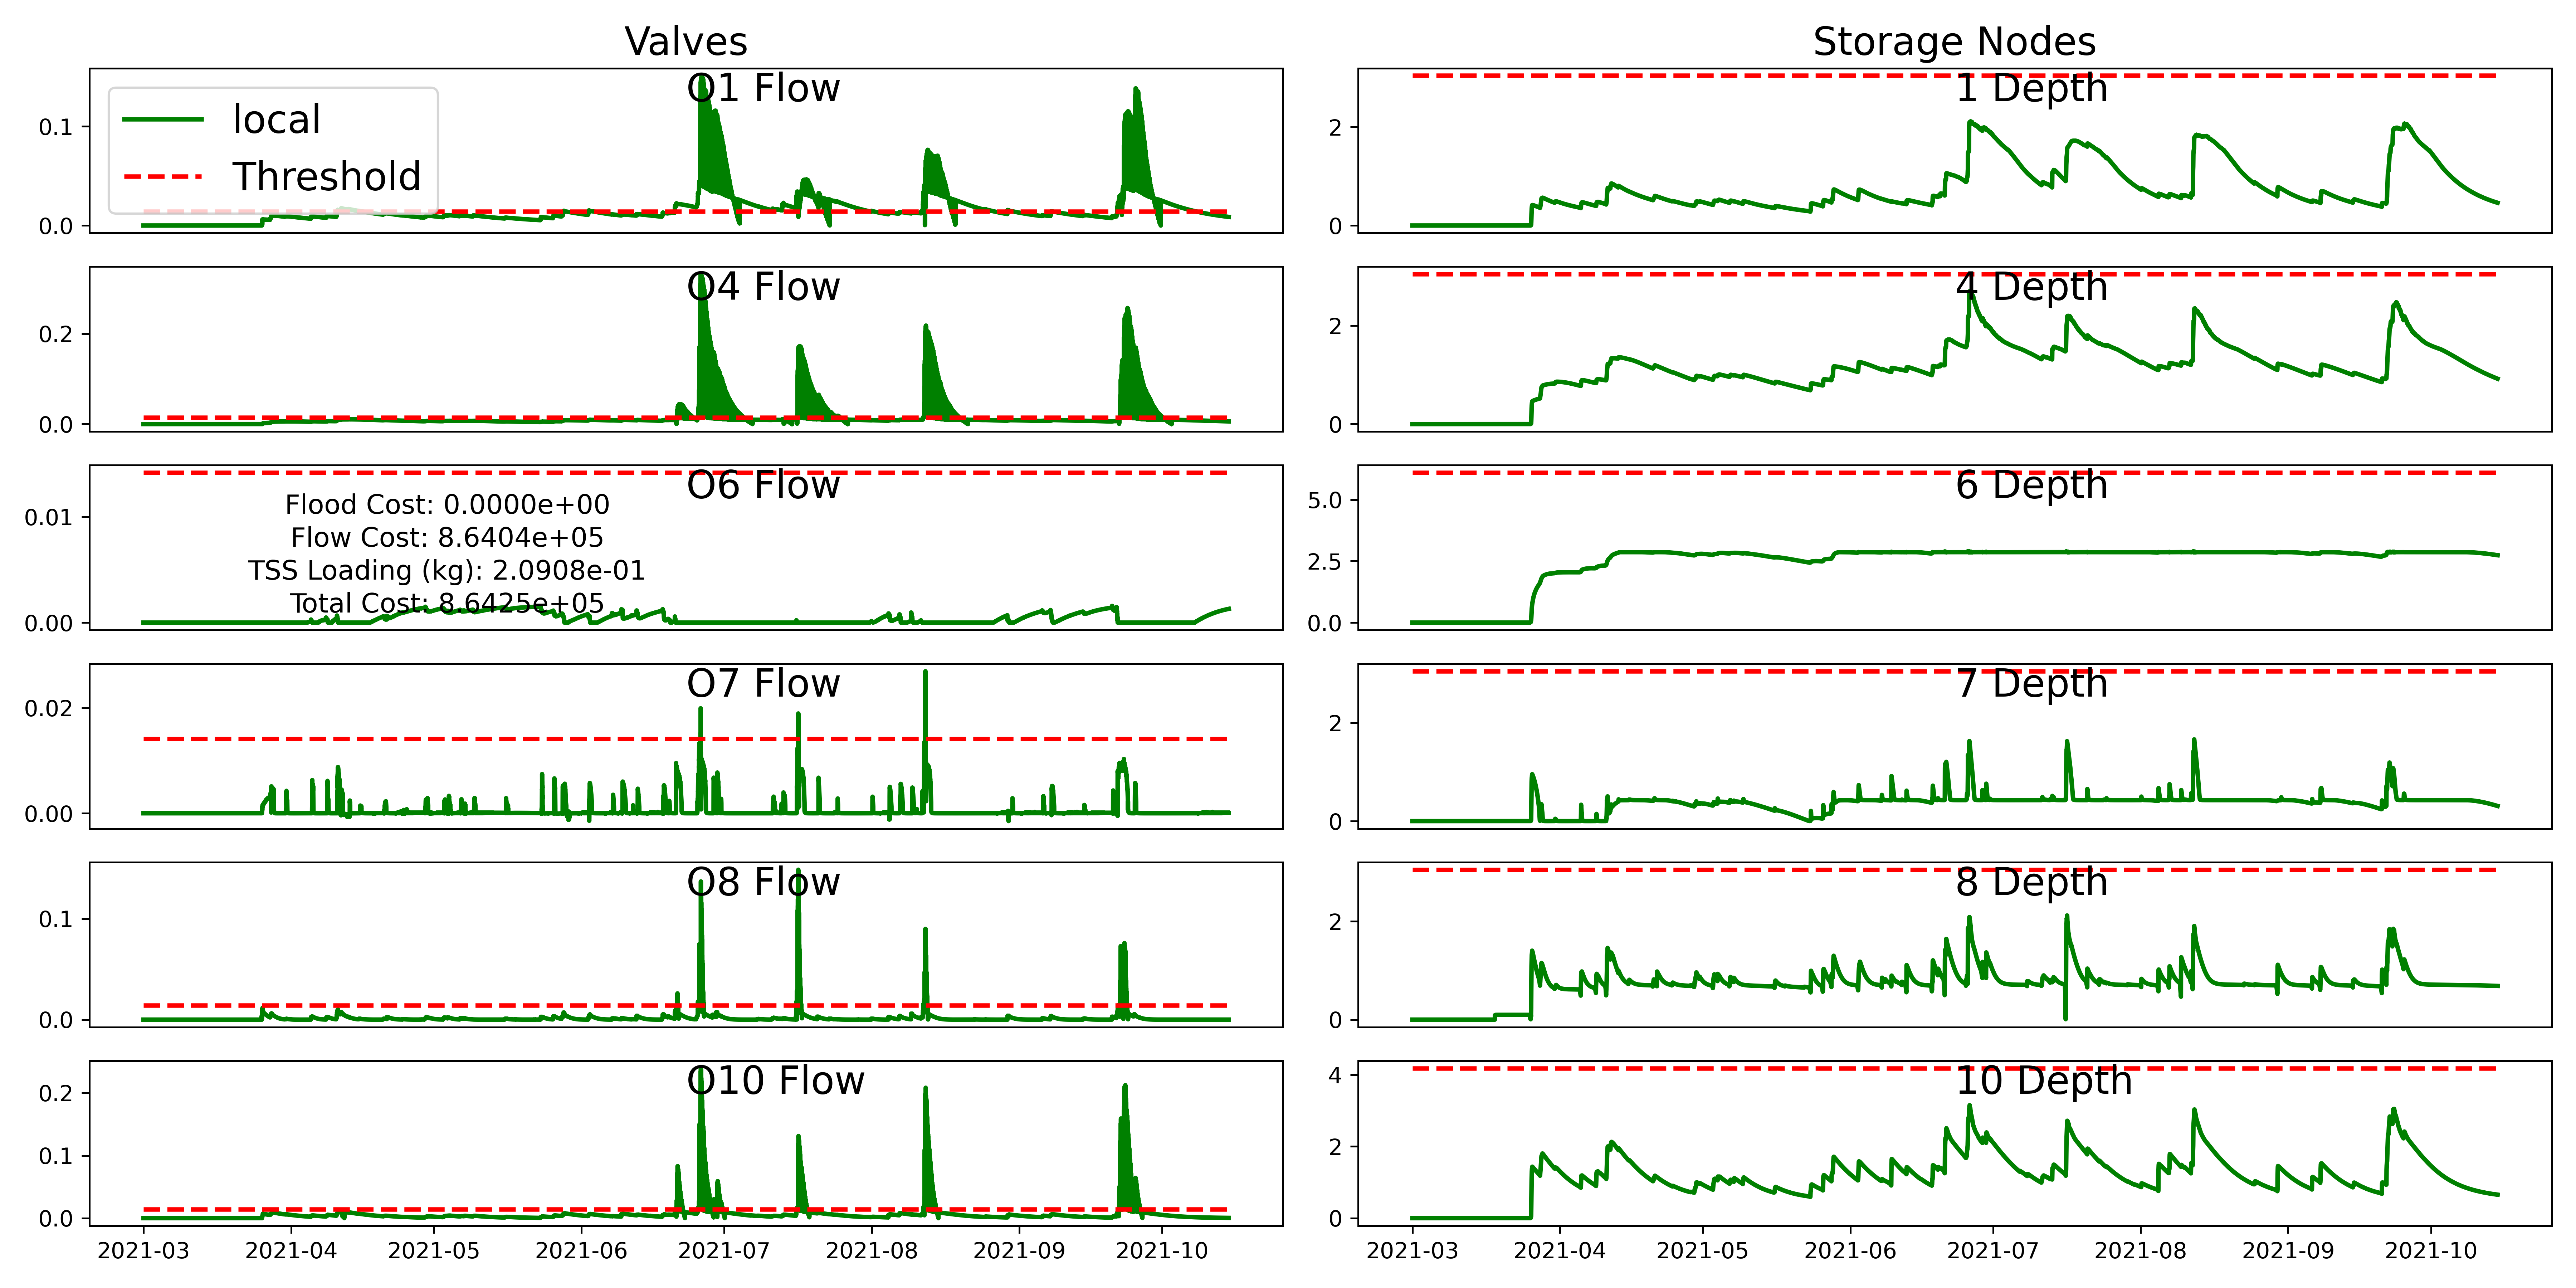 Valves
Storage Nodes
O1 Flow
local
Threshold
0.1
0.0
1 Depth
2
0
O4 Flow
0.2
0.0
4 Depth
2
0
O6 Flow
Flood Cost: 0.0000e+00
Flow Cost: 8.6404e+05
TSS Loading (kg): 2.0908e-01
Total Cost: 8.6425e+05
0.01
0.00
6 Depth
5.0
2.5
0.0
O7 Flow
0.02
0.00
7 Depth
2
0
O8 Flow
0.1
0.0
8 Depth
2
0
O10 Flow
0.2
0.1
0.0
10 Depth
4
2
0
2021-03 2021-04 2021-05 2021-06 2021-07 2021-08 2021-09 2021-10
2021-03 2021-04 2021-05 2021-06 2021-07 2021-08 2021-09 2021-10